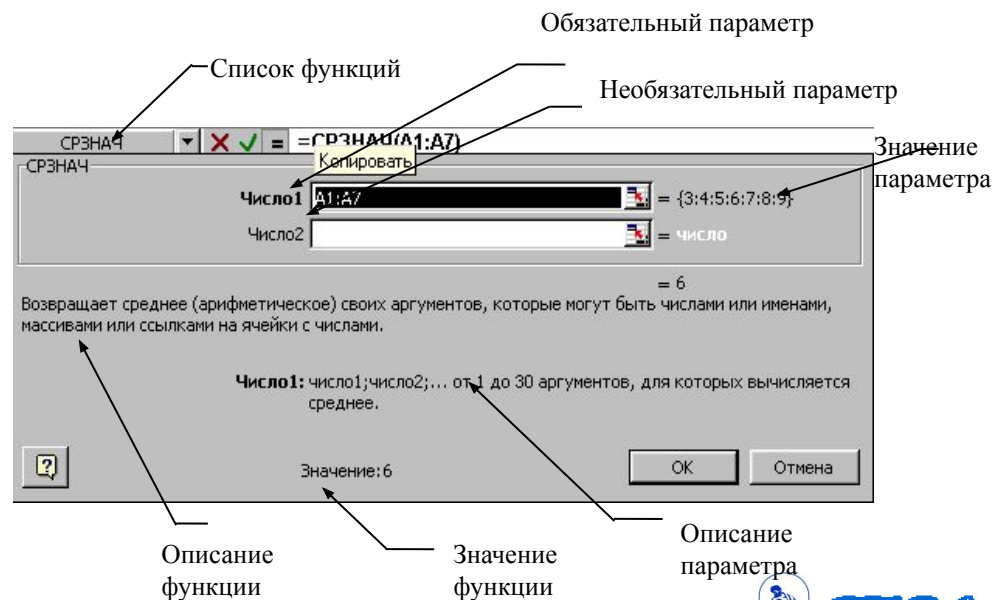 Обязательный параметр
Список функций
Необязательный параметр
СРЗНАЧ
= =СРЗНАЧ(A1:A7)
Значение
параметра
СРЗНАЧ
Копировать
Число1 A1:A7 = {3:4:5:6:7:8:9}
Число2 = число
= 6
Возвращает среднее (арифметическое) своих аргументов, которые могут быть числами или именами,
массивами или ссылками на ячейки с числами.
Число1: число1;число2;... от 1 до 30 аргументов, для которых вычисляется
среднее.
Значение:6
ОК
Отмена
Описание
функции
Значение
функции
Описание
параметра